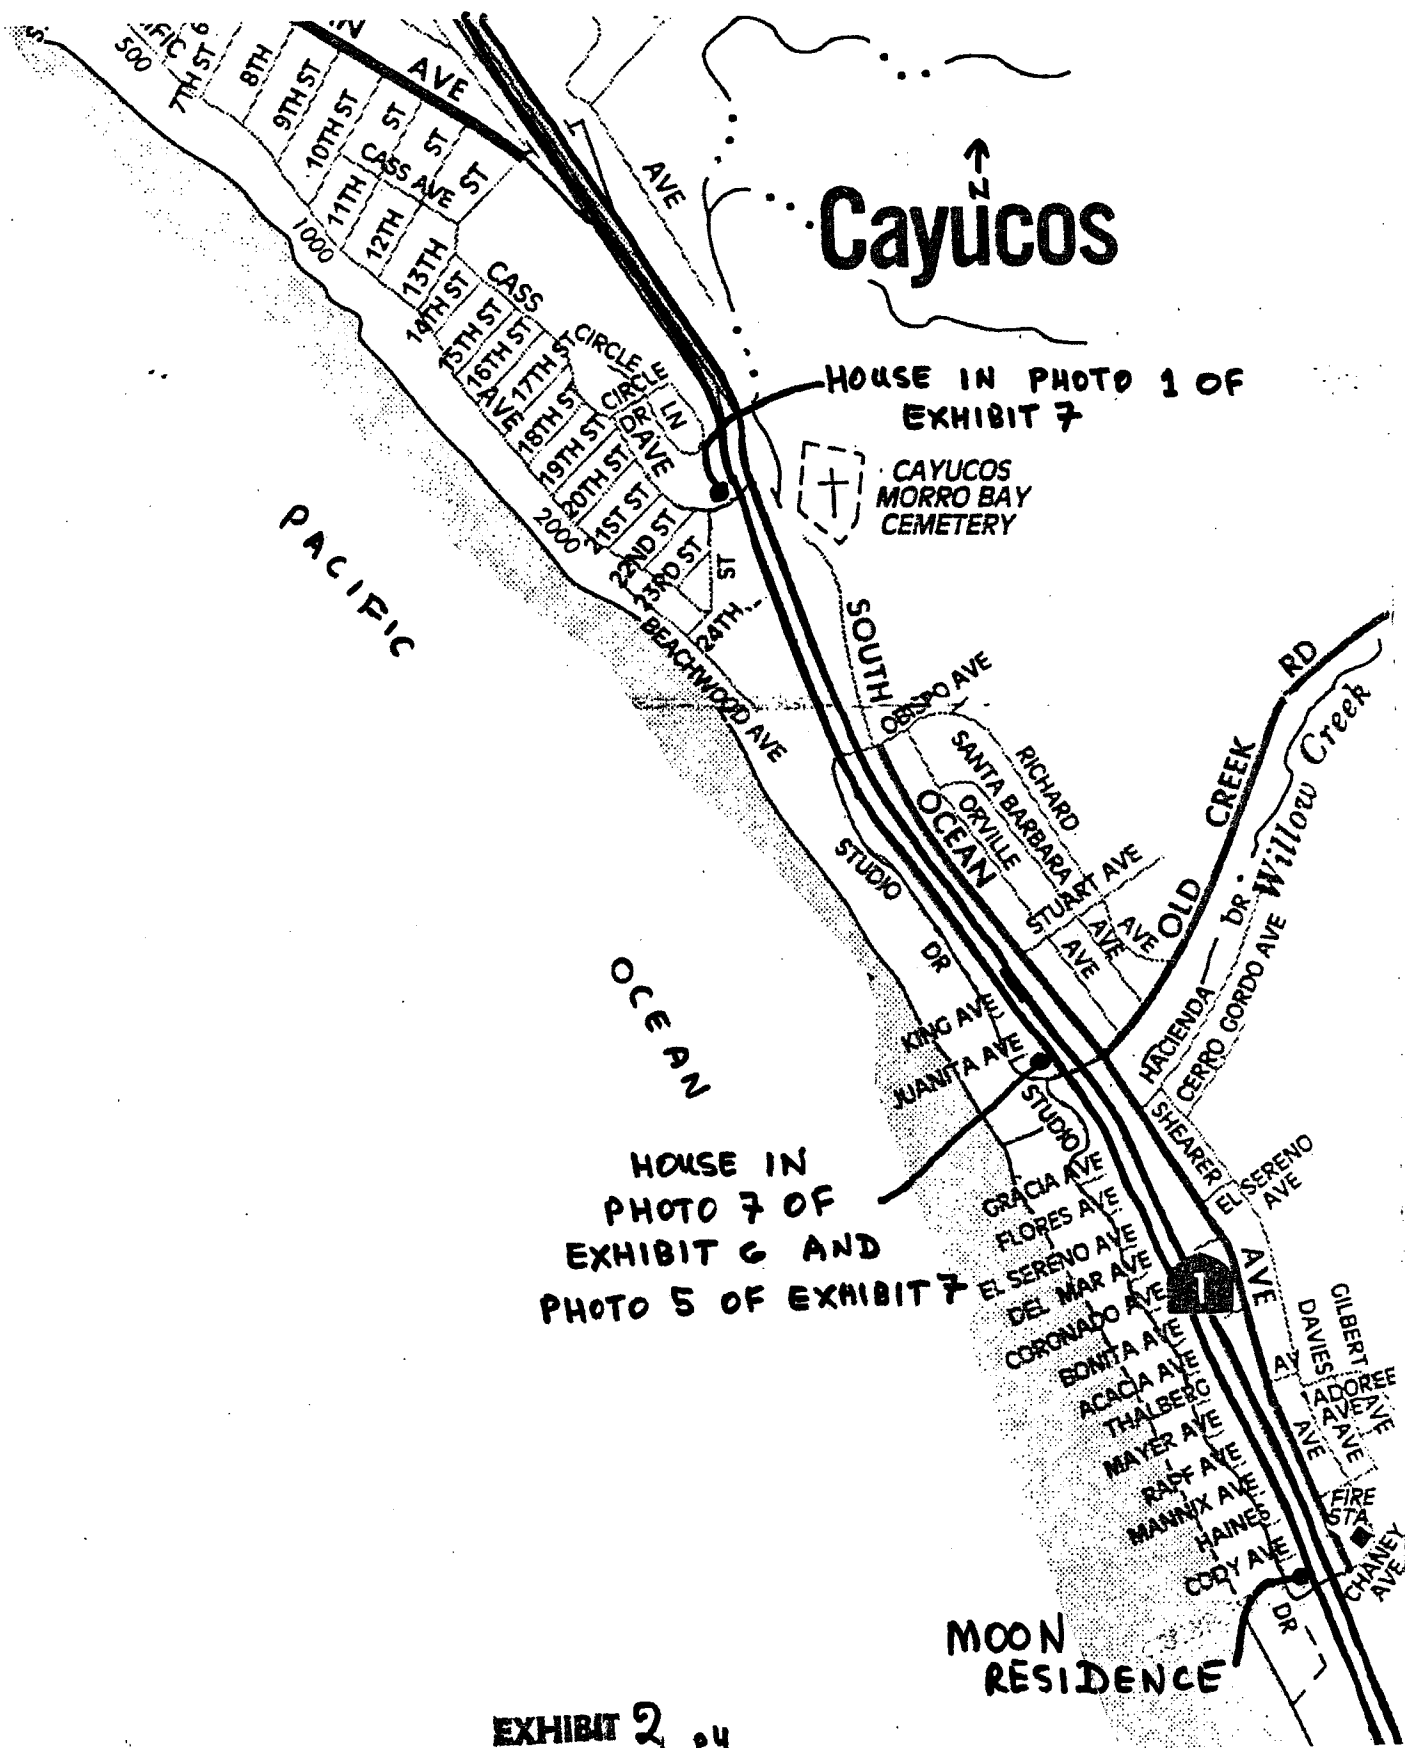 AVE
500
7TH ST
8TH
9TH ST
10TH ST
ST
ST
ST
CASS AVE
11TH
12TH
13TH
1000
14TH ST
15TH ST
16TH ST
17TH ST
18TH ST
19TH ST
20TH ST
21ST ST
22ND ST
23RD ST
24TH
ST
2000
CASS
CIRCLE
CIRCLE
DR
LN
AVE
AVE
AVE
N
Cayucos
HOUSE IN PHOTO 1 OF
EXHIBIT 7
CAYUCOS
MORRO BAY
CEMETERY
PACIFIC
OCEAN
BEACHWOOD AVE
SOUTH
OCEAN
AVE
OBISPO AVE
SANTA BARBARA
AVE
RICHARD
AVE
ORVILLE
AVE
STUART AVE
OLD
CREEK
RD
Willow Creek
HACIENDA DR
CERRO GORDO AVE
STUDIO
DR
KING AVE
JUANITA AVE
STUDIO
SHEARER
EL SERENO
AVE
HOUSE IN
PHOTO 7 OF
EXHIBIT 6 AND
PHOTO 5 OF EXHIBIT 7
GRACIA AVE
FLORES AVE
EL SERENO AVE
DEL MAR AVE
CORONADO AVE
BONITA AVE
ACACIA AVE
THALBERG
MAYER AVE
RAPF AVE
MANNIX AVE
HAINES
CODY AVE
1
GILBERT
DAVIES
ADOREE
AVE
AVE
AVE
AVE
AV
FIRE
STA
CHANEY
AVE
DR
MOON
RESIDENCE
EXHIBIT 2